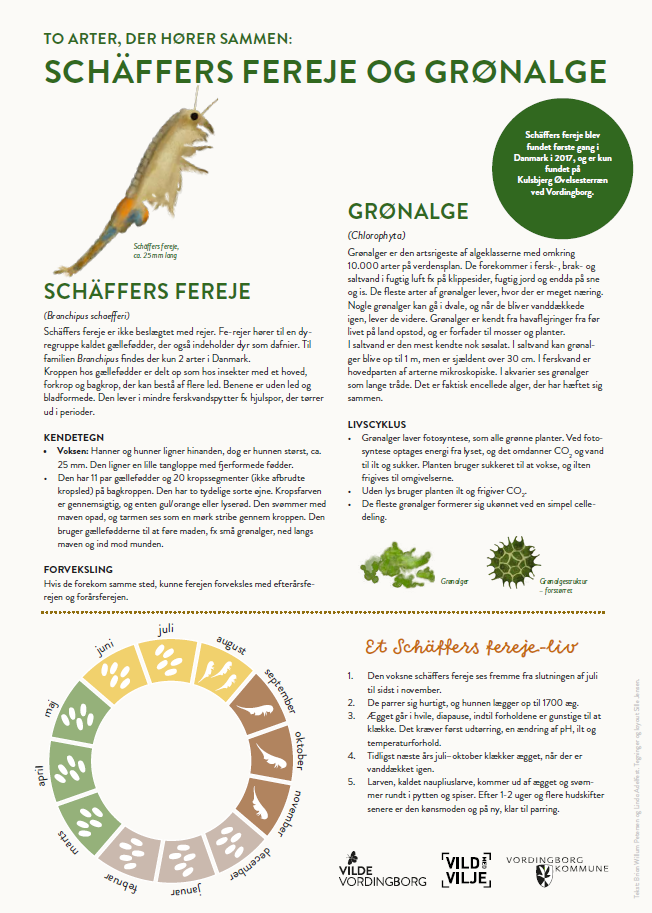 TO ARTER, DER HØRER SAMMEN:
SCHÄFFERS FEREJE OG GRØNALGE
Schäffers fereje blev
fundet første gang i
Danmark i 2017, og er kun
fundet på
Kulsbjerg Øvelsesterræn
ved Vordingborg.
Schäffers fereje,
ca. 25 mm lang
SCHÄFFERS FEREJE
(Branchipus schaefferi)
Schäffers fereje er ikke beslægtet med rejer. Fe-rejer hører til en dy-
regruppe kaldet gællefødder, der også indeholder dyr som dafnier. Til
familien Branchipus findes der kun 2 arter i Danmark.
Kroppen hos gællefødder er delt op som hos insekter med et hoved,
forkrop og bagkrop, der kan bestå af flere led. Benene er uden led og
bladformede. Den lever i mindre ferskvandspytter fx hjulspor, der tørrer
ud i perioder.
KENDETEGN
• Voksen: Hanner og hunner ligner hinanden, dog er hunnen størst, ca.
25 mm. Den ligner en lille tangloppe med fjerformede fødder.
• Den har 11 par gællefødder og 20 kropssegmenter (ikke afbrudte
kropsled) på bagkroppen. Den har to tydelige sorte øjne. Kropsfarven
er gennemsigtig, og enten gul/orange eller lyserød. Den svømmer med
maven opad, og tarmen ses som en mørk stribe gennem kroppen. Den
bruger gællefødderne til at føre maden, fx små grønalger, ned langs
maven og ind mod munden.
FORVEKSLING
Hvis de forekom samme sted, kunne ferejen forveksles med efterårsfe-
rejen og forårsferejen.
GRØNALGE
(Chlorophyta)
Grønalger er den artsrigeste af algeklasserne med omkring
10.000 arter på verdensplan. De forekommer i fersk-, brak- og
saltvand i fugtig luft fx på klippesider, fugtig jord og endda på sne
og is. De fleste arter af grønalger lever, hvor der er meget næring.
Nogle grønalger kan gå i dvale, og når de bliver vanddækkede
igen, lever de videre. Grønalger er kendt fra havaflejringer fra før
livet på land opstod, og er forfader til mosser og planter.
I saltvand er den mest kendte nok søsalat. I saltvand kan grønal-
ger blive op til 1 m, men er sjældent over 30 cm. I ferskvand er
hovedparten af arterne mikroskopiske. I akvarier ses grønalger
som lange tråde. Det er faktisk encellede alger, der har hæftet sig
sammen.
LIVSCYKLUS
• Grønalger laver fotosyntese, som alle grønne planter. Ved foto-
syntese optages energi fra lyset, og det omdanner CO2 og vand
til ilt og sukker. Planten bruger sukkeret til at vokse, og ilten
frigives til omgivelserne.
• Uden lys bruger planten ilt og frigiver CO2.
• De fleste grønalger formerer sig ukønnet ved en simpel celle-
deling.
Grønalger
Grønalgestruktur
– forstørret
juli
august
september
oktober
november
december
januar
februar
marts
april
maj
juni
Et Schäffers fereje-liv
1. Den voksne schäffers fereje ses fremme fra slutningen af juli
til sidst i november.
2. De parrer sig hurtigt, og hunnen lægger op til 1700 æg.
3. Ægget går i hvile, diapause, indtil forholdene er gunstige til at
klække. Det kræver først udtørring, en ændring af pH, ilt og
temperaturforhold.
4. Tidligst næste års juli–oktober klækker ægget, når der er
vanddækket igen.
5. Larven, kaldet naupliuslarve, kommer ud af ægget og svøm-
mer rundt i pytten og spiser. Efter 1-2 uger og flere hudskifter
senere er den kønsmoden og på ny, klar til parring.
VILDE
VORDINGBORG
VILD
MED
VILJE
VORDINGBORG
KOMMUNE